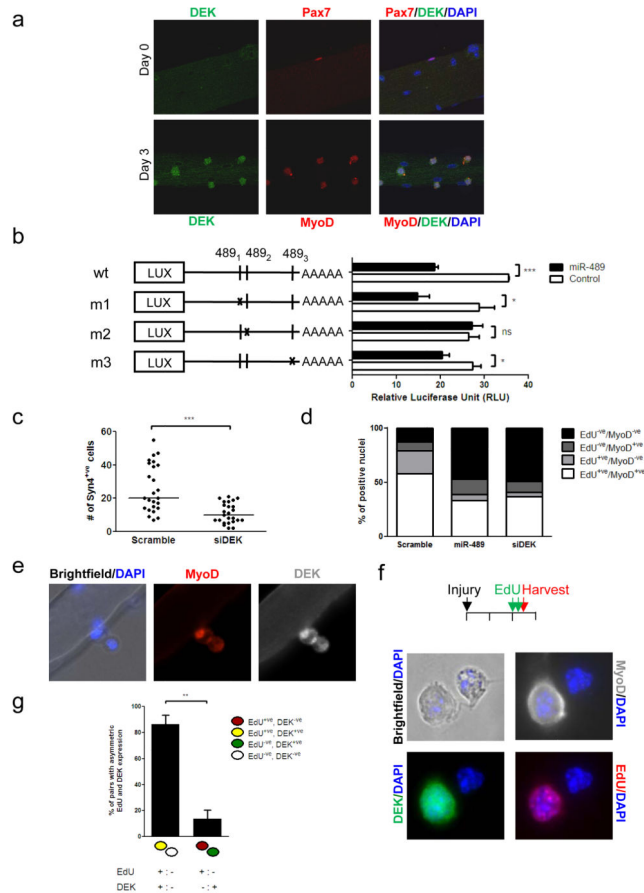 a
DEK Pax7 Pax7/DEK/DAPI
Day 0
Day 3
DEK MyoD MyoD/DEK/DAPI
b
489₁ 489₂ 489₃
wt LUX AAAAA ***
m1 LUX AAAAA *
m2 LUX AAAAA ns
m3 LUX AAAAA *
miR-489
Control
0 10 20 30 40
Relative Luciferase Unit (RLU)
c
***
# of Syn4⁺ᵛᵉ cells
60
40
20
0
Scramble siDEK
d
% of positive nuclei
100
50
0
Scramble miR-489 siDEK
EdU⁻ᵛᵉ/MyoD⁻ᵛᵉ
EdU⁻ᵛᵉ/MyoD⁺ᵛᵉ
EdU⁺ᵛᵉ/MyoD⁻ᵛᵉ
EdU⁺ᵛᵉ/MyoD⁺ᵛᵉ
e
Brightfield/DAPI MyoD DEK
f
Injury EdU Harvest
Brightfield/DAPI
MyoD/DAPI
DEK/DAPI
EdU/DAPI
g
% of pairs with asymmetric
EdU and DEK expression
100
80
60
40
20
0
**
EdU⁺ᵛᵉ, DEK⁻ᵛᵉ
EdU⁺ᵛᵉ, DEK⁺ᵛᵉ
EdU⁻ᵛᵉ, DEK⁺ᵛᵉ
EdU⁻ᵛᵉ, DEK⁻ᵛᵉ
EdU + : - + : -
DEK + : - - : +